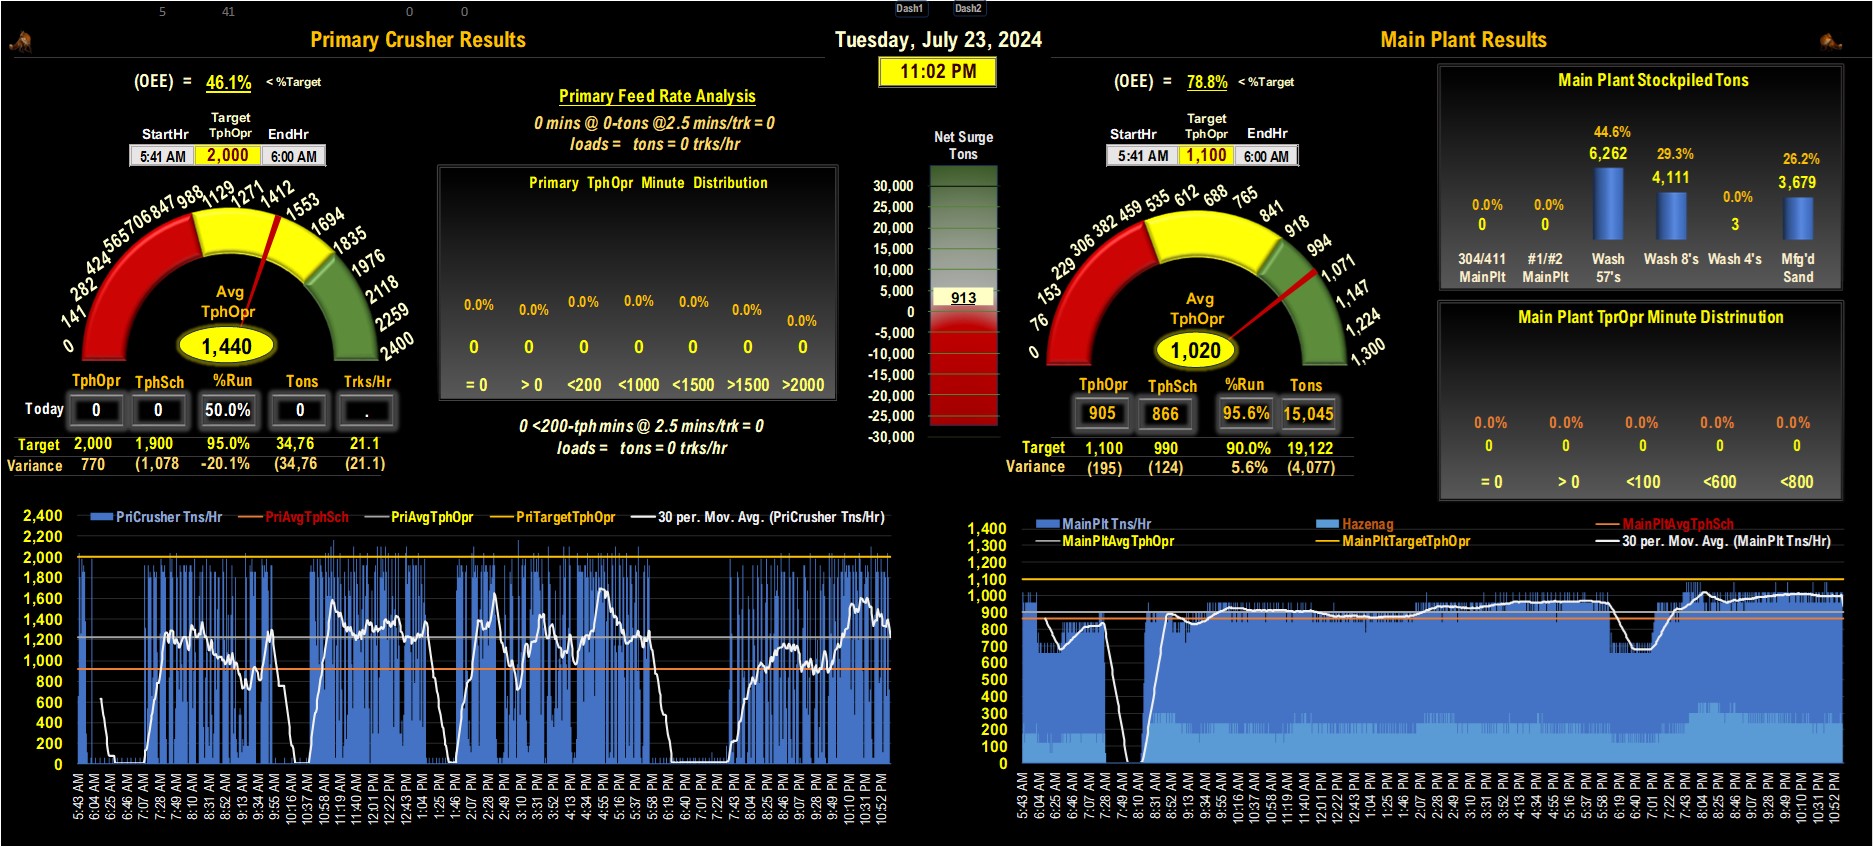 5 41 0 0 Dash1 Dash2
Primary Crusher Results
Tuesday, July 23, 2024
Main Plant Results
11:02 PM
(OEE) = 46.1% < %Target
Primary Feed Rate Analysis
0 mins @ 0-tons @2.5 mins/trk = 0
loads = tons = 0 trks/hr
StartHr Target TphOpr EndHr
5:41 AM 2,000 6:00 AM
0 141 282 424 565 706 847 988 1129 1271 1412 1553 1694 1835 1976 2118 2259 2400
Avg
TphOpr
1,440
Primary TphOpr Minute Distribution
0.0% 0.0% 0.0% 0.0% 0.0% 0.0% 0.0%
0 0 0 0 0 0 0
= 0 > 0 <200 <1000 <1500 >1500 >2000
0 <200-tph mins @ 2.5 mins/trk = 0
loads = tons = 0 trks/hr
TphOpr TphSch %Run Tons Trks/Hr
Today 0 0 50.0% 0 .
Target 2,000 1,900 95.0% 34,76 21.1
Variance 770 (1,078 -20.1% (34,76 (21.1)
Net Surge
Tons
30,000
25,000
20,000
15,000
10,000
5,000
913
0
-5,000
-10,000
-15,000
-20,000
-25,000
-30,000
(OEE) = 78.8% < %Target
StartHr Target TphOpr EndHr
5:41 AM 1,100 6:00 AM
0 76 153 229 306 382 459 535 612 688 765 841 918 994 1,071 1,147 1,224 1,300
Avg
TphOpr
1,020
TphOpr TphSch %Run Tons
905 866 95.6% 15,045
Target 1,100 990 90.0% 19,122
Variance (195) (124) 5.6% (4,077)
Main Plant Stockpiled Tons
0.0% 0.0% 44.6% 29.3% 0.0% 26.2%
0 0 6,262 4,111 3 3,679
304/411 MainPlt #1/#2 MainPlt Wash 57's Wash 8's Wash 4's Mfg'd Sand
Main Plant TprOpr Minute Distrinution
0.0% 0.0% 0.0% 0.0% 0.0%
0 0 0 0 0
= 0 > 0 <100 <600 <800
PriCrusher Tns/Hr PriAvgTphSch PriAvgTphOpr PriTargetTphOpr 30 per. Mov. Avg. (PriCrusher Tns/Hr)
2,400
2,200
2,000
1,800
1,600
1,400
1,200
1,000
800
600
400
200
0
5:43 AM 6:04 AM 6:25 AM 6:46 AM 7:07 AM 7:28 AM 7:49 AM 8:10 AM 8:31 AM 8:52 AM 9:13 AM 9:34 AM 9:55 AM 10:16 AM 10:37 AM 10:58 AM 11:19 AM 11:40 AM 12:01 PM 12:22 PM 12:43 PM 1:04 PM 1:25 PM 1:46 PM 2:07 PM 2:28 PM 2:49 PM 3:10 PM 3:31 PM 3:52 PM 4:13 PM 4:34 PM 4:55 PM 5:16 PM 5:37 PM 5:58 PM 6:19 PM 6:40 PM 7:01 PM 7:22 PM 7:43 PM 8:04 PM 8:25 PM 8:46 PM 9:07 PM 9:28 PM 9:49 PM 10:10 PM 10:31 PM 10:52 PM
MainPlt Tns/Hr Hazenag MainPltAvgTphSch
MainPltAvgTphOpr MainPltTargetTphOpr 30 per. Mov. Avg. (MainPlt Tns/Hr)
1,400
1,300
1,200
1,100
1,000
900
800
700
600
500
400
300
200
100
0
5:43 AM 6:04 AM 6:25 AM 6:46 AM 7:07 AM 7:28 AM 7:49 AM 8:10 AM 8:31 AM 8:52 AM 9:13 AM 9:34 AM 9:55 AM 10:16 AM 10:37 AM 10:58 AM 11:19 AM 11:40 AM 12:01 PM 12:22 PM 12:43 PM 1:04 PM 1:25 PM 1:46 PM 2:07 PM 2:28 PM 2:49 PM 3:10 PM 3:31 PM 3:52 PM 4:13 PM 4:34 PM 4:55 PM 5:16 PM 5:37 PM 5:58 PM 6:19 PM 6:40 PM 7:01 PM 7:22 PM 7:43 PM 8:04 PM 8:25 PM 8:46 PM 9:07 PM 9:28 PM 9:49 PM 10:10 PM 10:31 PM 10:52 PM